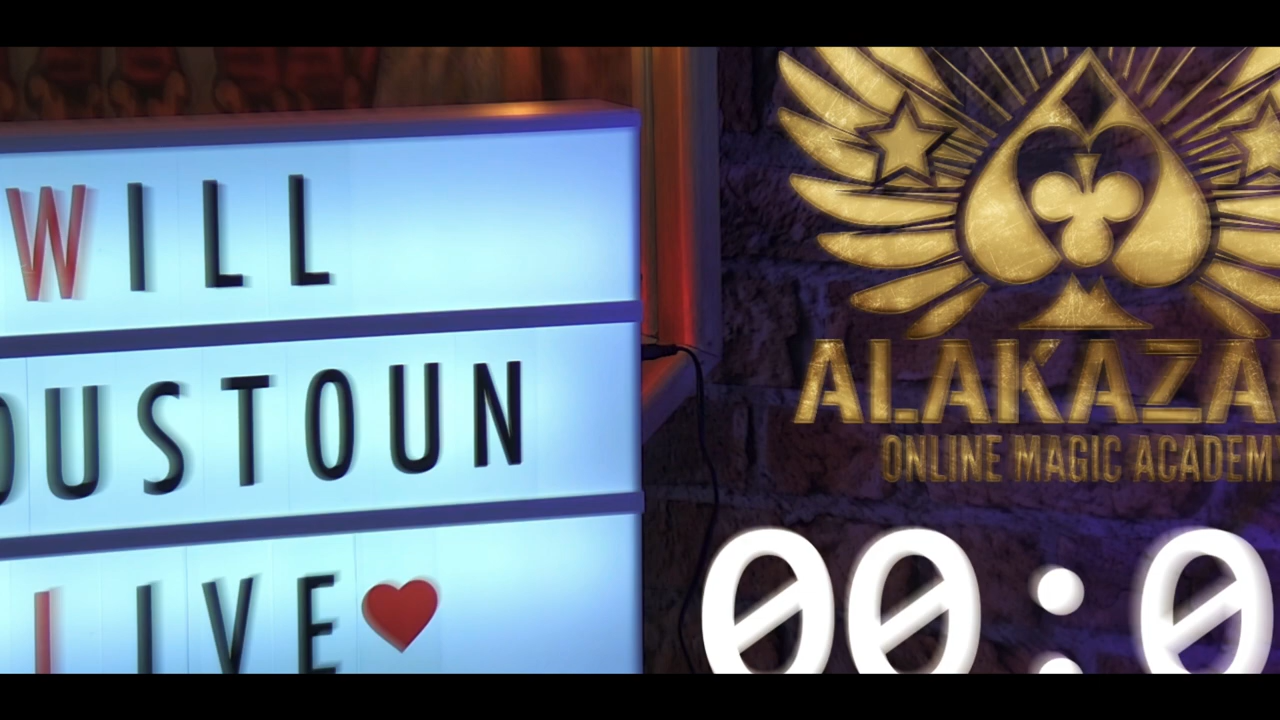 WILL
OUSTOUN
LIVE
ALAKAZA
ONLINE MAGIC ACADEM
00:0